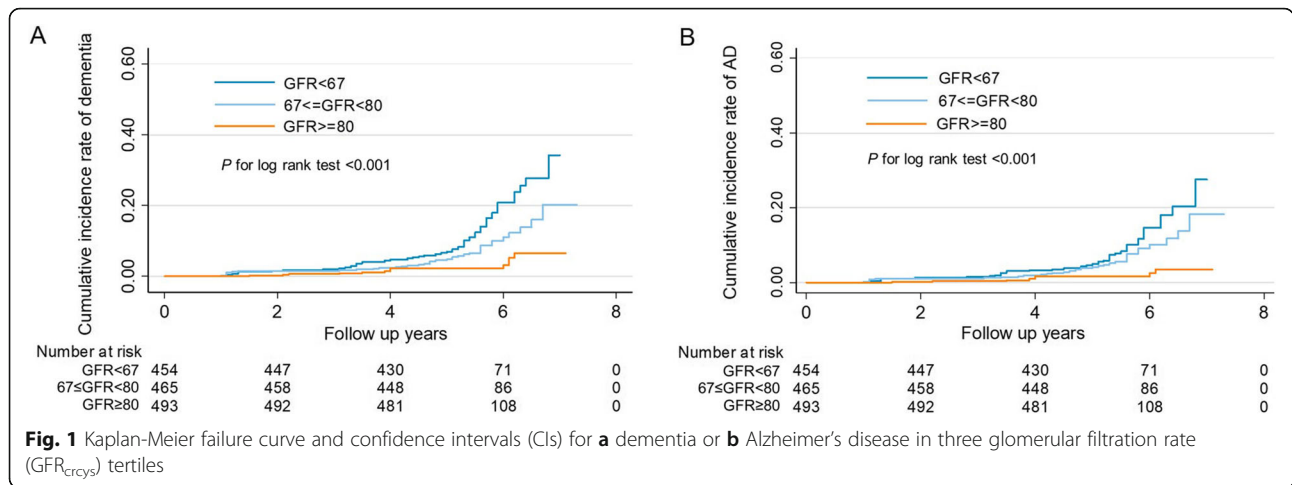 A
Cumulative incidence rate of dementia
0.60
0.40
0.20
0.00
GFR<67
67<=GFR<80
GFR>=80
P for log rank test <0.001
0 2 4 6 8
Follow up years
Number at risk
GFR<67 454 447 430 71 0
67≤GFR<80 465 458 448 86 0
GFR≥80 493 492 481 108 0
B
Cumulative incidence rate of AD
0.60
0.40
0.20
0.00
GFR<67
67<=GFR<80
GFR>=80
P for log rank test <0.001
0 2 4 6 8
Follow up years
Number at risk
GFR<67 454 447 430 71 0
67≤GFR<80 465 458 448 86 0
GFR≥80 493 492 481 108 0
Fig. 1 Kaplan-Meier failure curve and confidence intervals (CIs) for a dementia or b Alzheimer's disease in three glomerular filtration rate
(GFRcrcys) tertiles